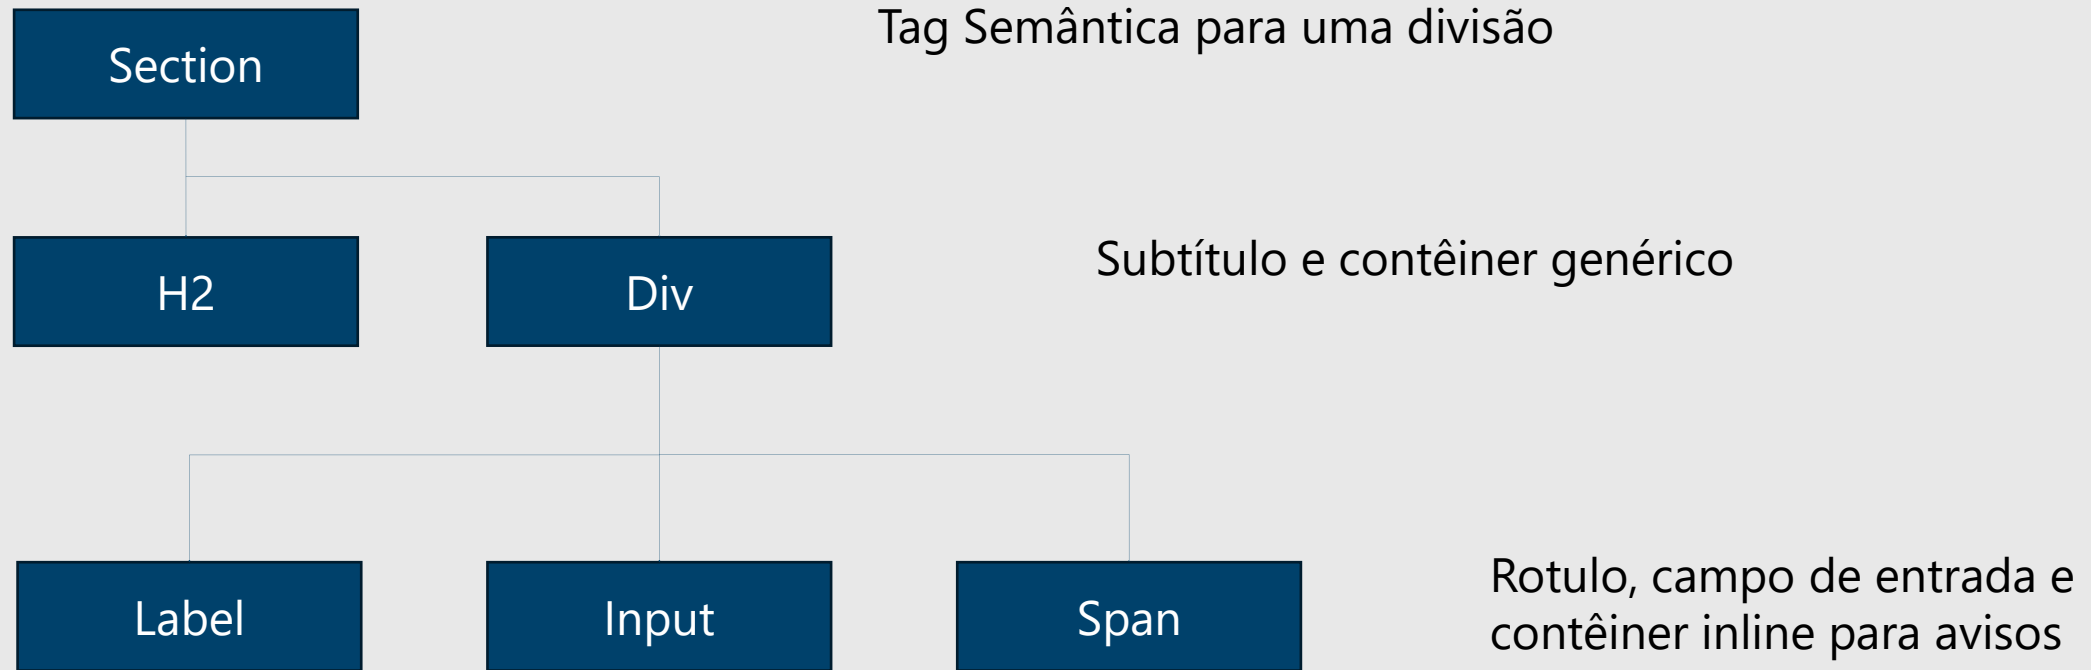 Tag Semântica para uma divisão
Section
H2
Div
Subtítulo e contêiner genérico
Label
Input
Span
Rotulo, campo de entrada e
contêiner inline para avisos